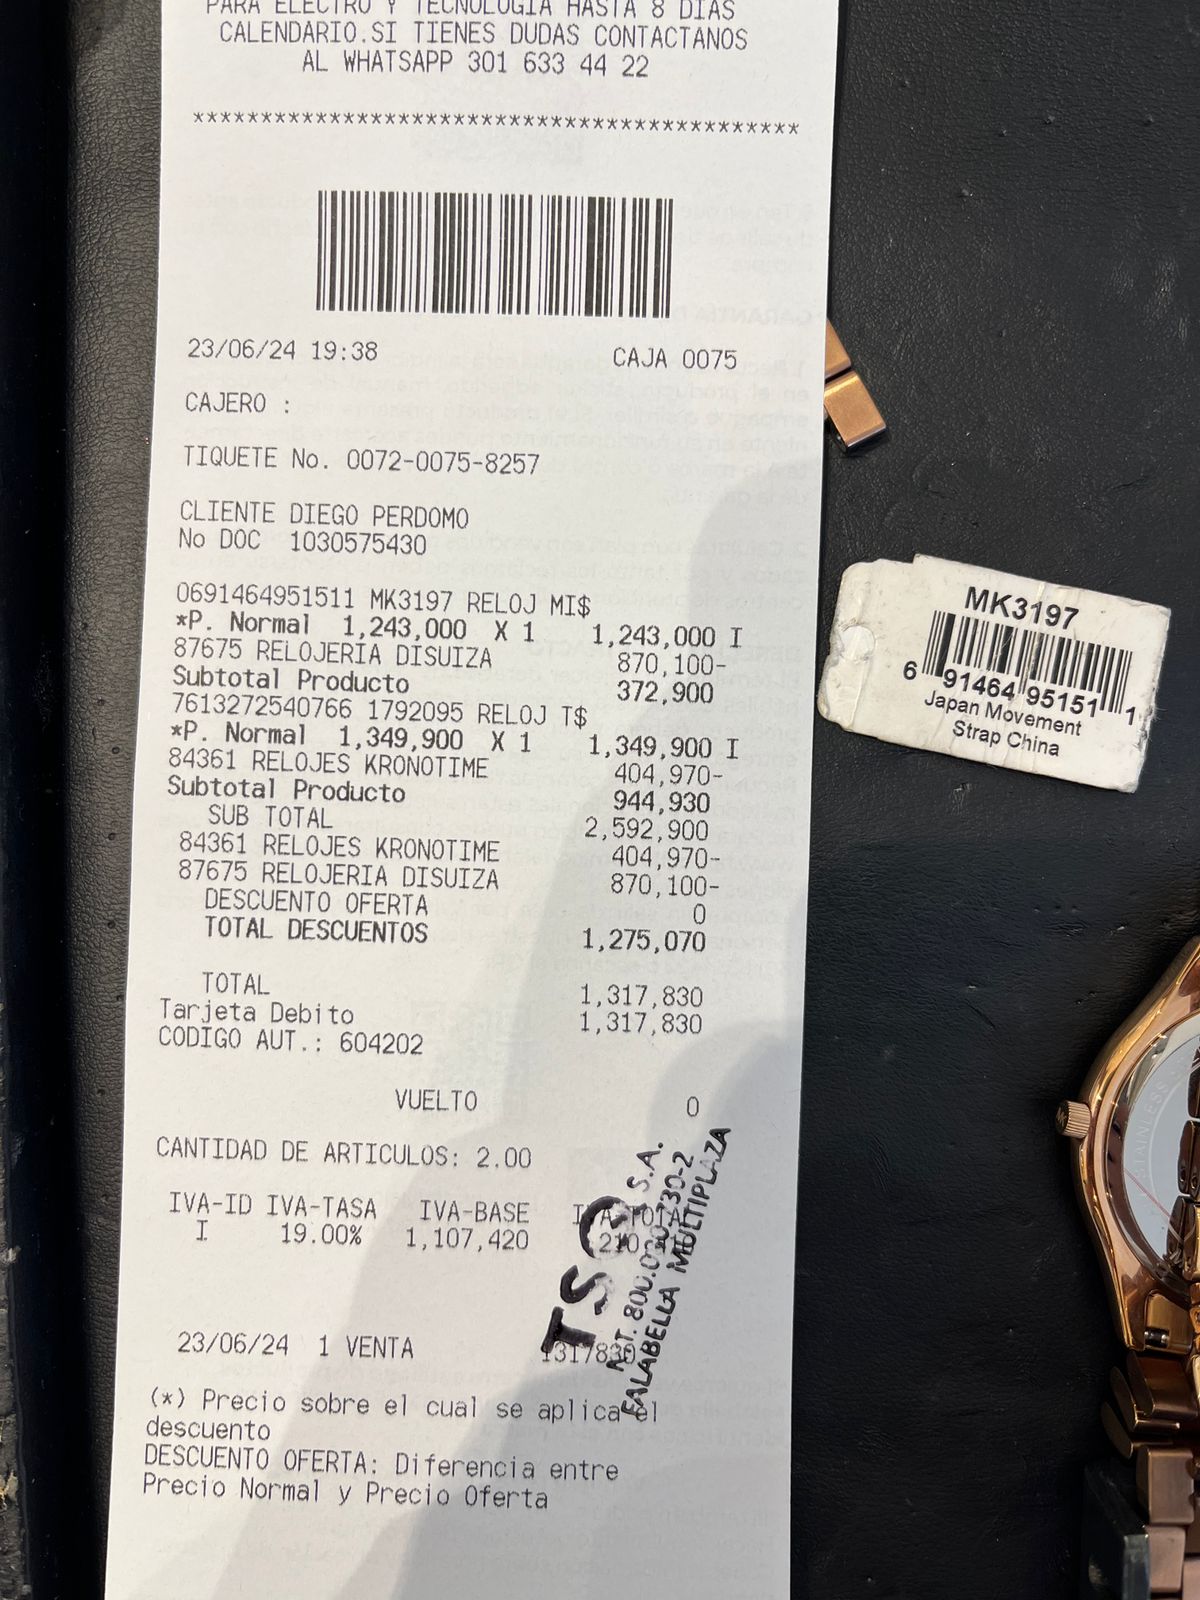 PARA ELECTRO Y TECNOLOGIA HASTA 8 DIAS
CALENDARIO.SI TIENES DUDAS CONTACTANOS
AL WHATSAPP 301 633 44 22
*********************************************
23/06/24 19:38 CAJA 0075
CAJERO :
TIQUETE No. 0072-0075-8257
CLIENTE DIEGO PERDOMO
No DOC 1030575430
0691464951511 MK3197 RELOJ MI$
*P. Normal 1,243,000 X 1 1,243,000 I
87675 RELOJERIA DISUIZA 870,100-
Subtotal Producto 372,900
7613272540766 1792095 RELOJ T$
*P. Normal 1,349,900 X 1 1,349,900 I
84361 RELOJES KRONOTIME 404,970-
Subtotal Producto 944,930
SUB TOTAL 2,592,900
84361 RELOJES KRONOTIME 404,970-
87675 RELOJERIA DISUIZA 870,100-
DESCUENTO OFERTA 0
TOTAL DESCUENTOS 1,275,070
TOTAL 1,317,830
Tarjeta Debito 1,317,830
CODIGO AUT.: 604202
VUELTO 0
CANTIDAD DE ARTICULOS: 2.00
IVA-ID IVA-TASA IVA-BASE IVA-TOTAL
I 19.00% 1,107,420
23/06/24 1 VENTA 1317830
(*) Precio sobre el cual se aplica el
descuento
DESCUENTO OFERTA: Diferencia entre
Precio Normal y Precio Oferta
S.A.
NIT.
FALABELLA MULTIPLAZA
MK3197
6 91464 95151 1
Japan Movement
Strap China
STAINLESS